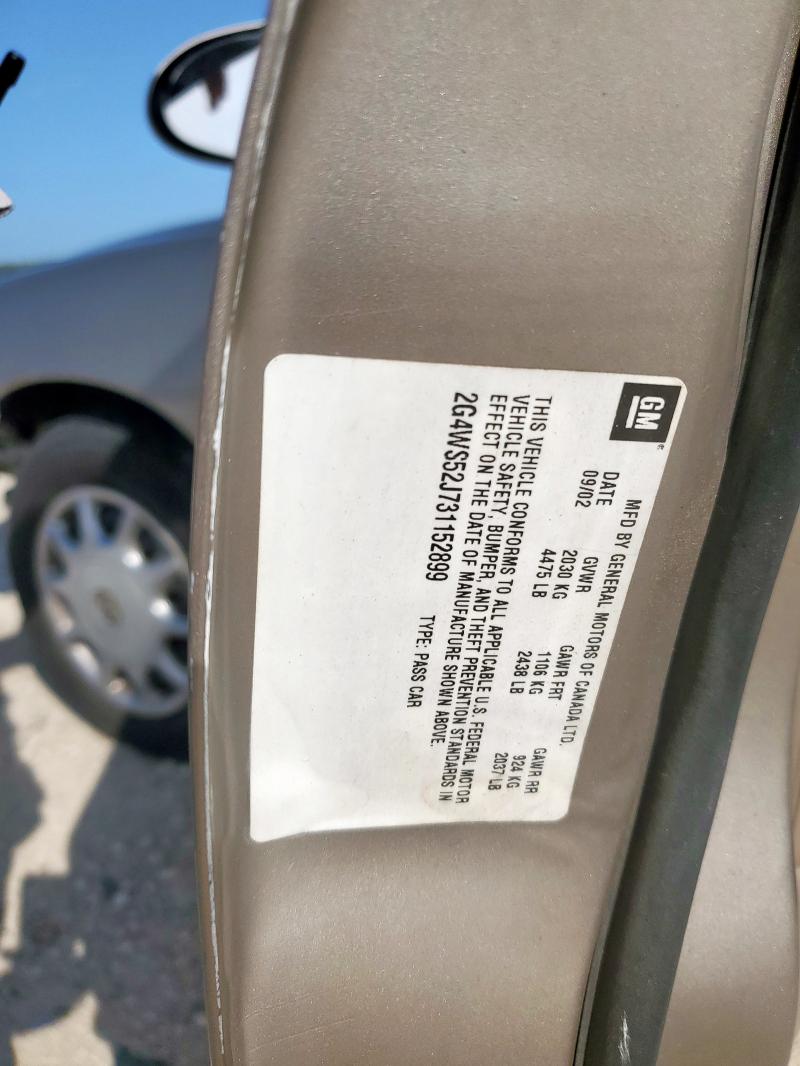 GM
MFD BY GENERAL MOTORS OF CANADA LTD.
DATE GVWR GAWR FRT GAWR RR
09/02 2030 KG 1106 KG 924 KG
4475 LB 2438 LB 2037 LB
THIS VEHICLE CONFORMS TO ALL APPLICABLE U.S. FEDERAL MOTOR
VEHICLE SAFETY, BUMPER, AND THEFT PREVENTION STANDARDS IN
EFFECT ON THE DATE OF MANUFACTURE SHOWN ABOVE.
2G4WS52J731152899 TYPE: PASS CAR